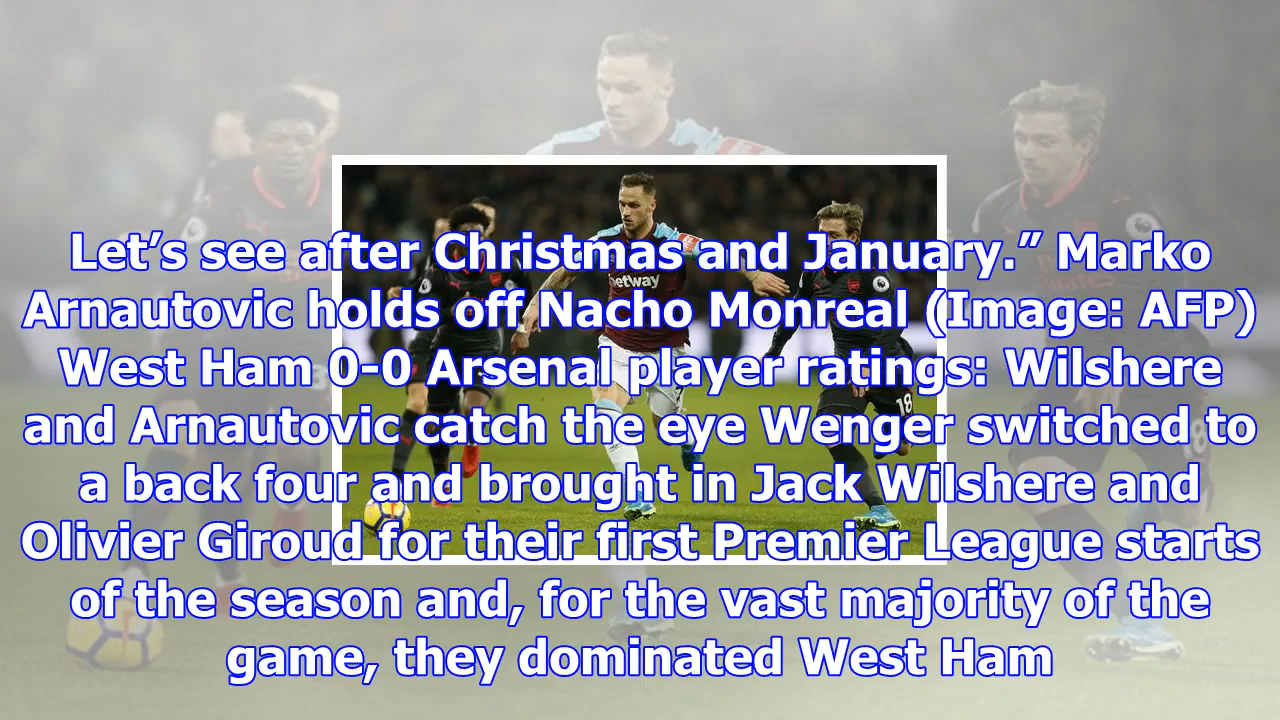 Let’s see after Christmas and January.” Marko
Arnautovic holds off Nacho Monreal (Image: AFP)
West Ham 0-0 Arsenal player ratings: Wilshere
and Arnautovic catch the eye Wenger switched to
a back four and brought in Jack Wilshere and
Olivier Giroud for their first Premier League starts
of the season and, for the vast majority of the
game, they dominated West Ham
betway
18